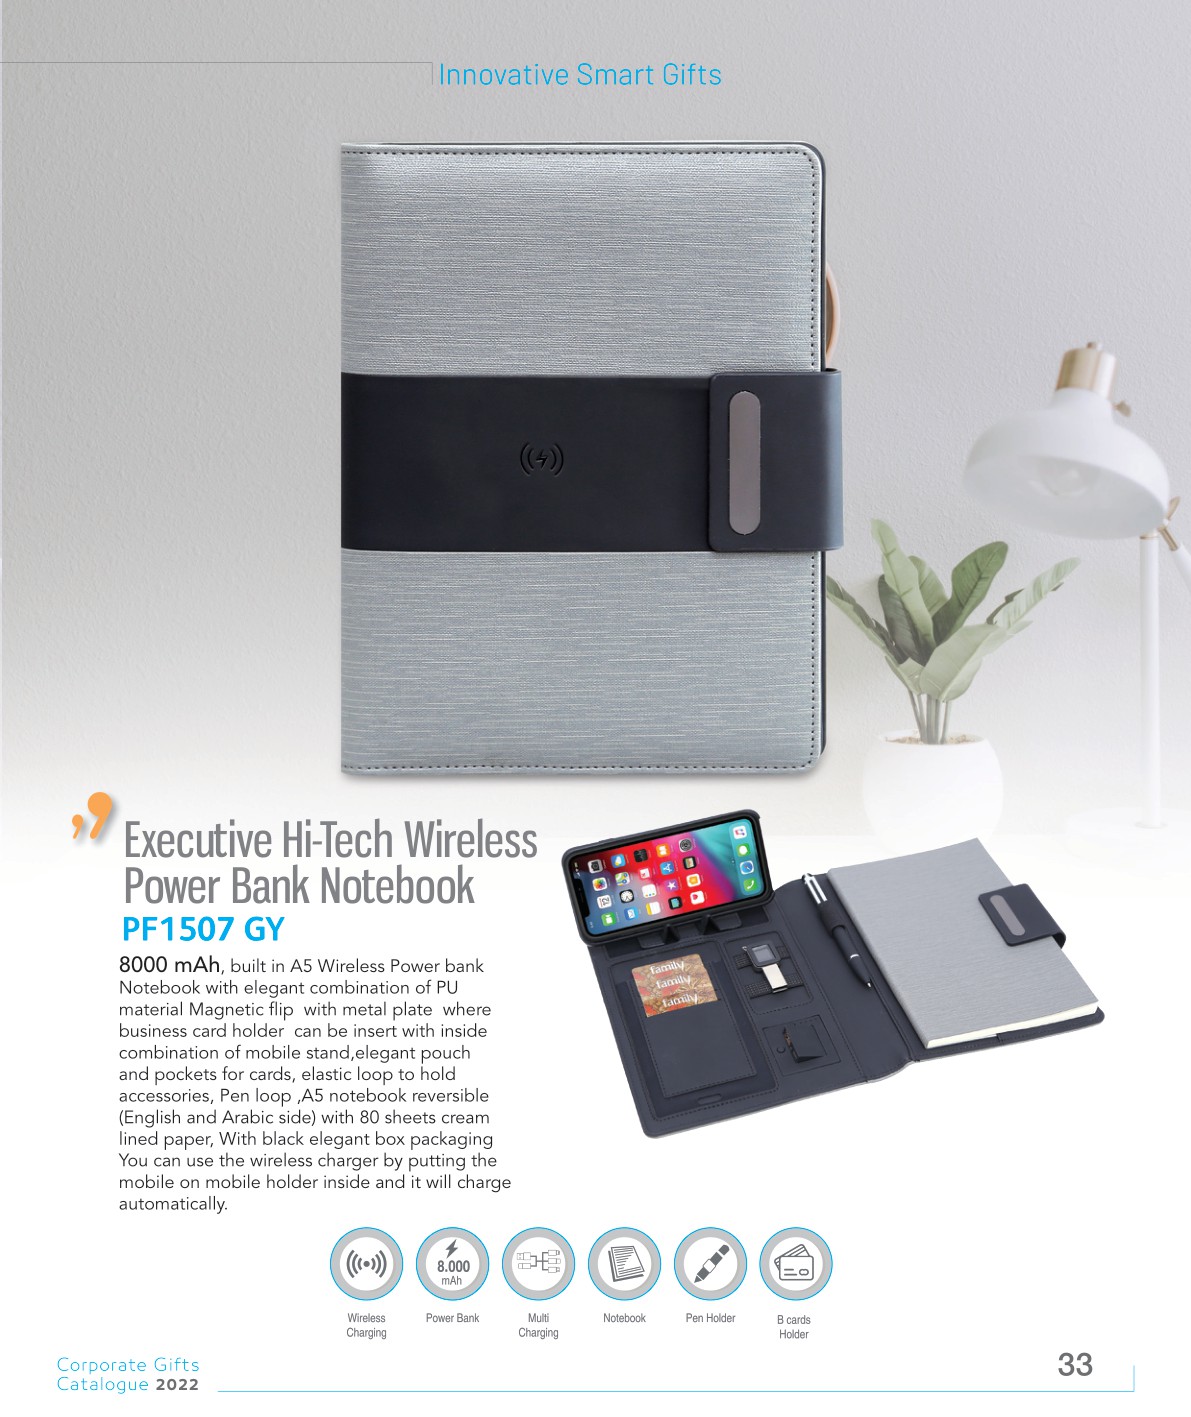 Innovative Smart Gifts
Executive Hi-Tech Wireless
Power Bank Notebook
PF1507 GY
8000 mAh, built in A5 Wireless Power bank
Notebook with elegant combination of PU
material Magnetic flip  with metal plate  where
business card holder  can be insert with inside
combination of mobile stand,elegant pouch
and pockets for cards, elastic loop to hold
accessories, Pen loop ,A5 notebook reversible
(English and Arabic side) with 80 sheets cream
lined paper, With black elegant box packaging
You can use the wireless charger by putting the
mobile on mobile holder inside and it will charge
automatically.
family
family
family
8.000
mAh
Wireless
Charging
Power Bank
Multi
Charging
Notebook
Pen Holder
B cards
Holder
Corporate Gifts
Catalogue 2022
33